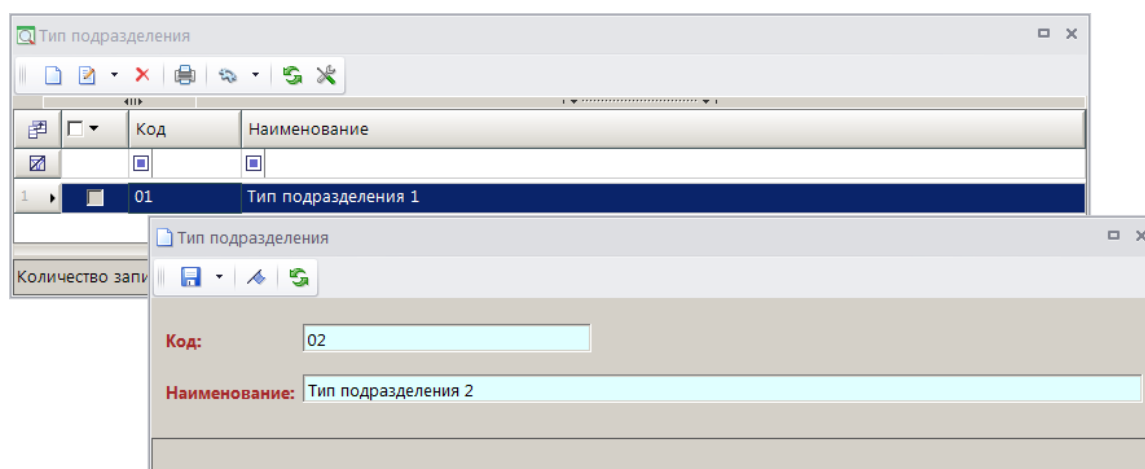 Тип подразделения
Код Наименование
1 01 Тип подразделения 1
Тип подразделения
Количество запи
Код: 02
Наименование: Тип подразделения 2